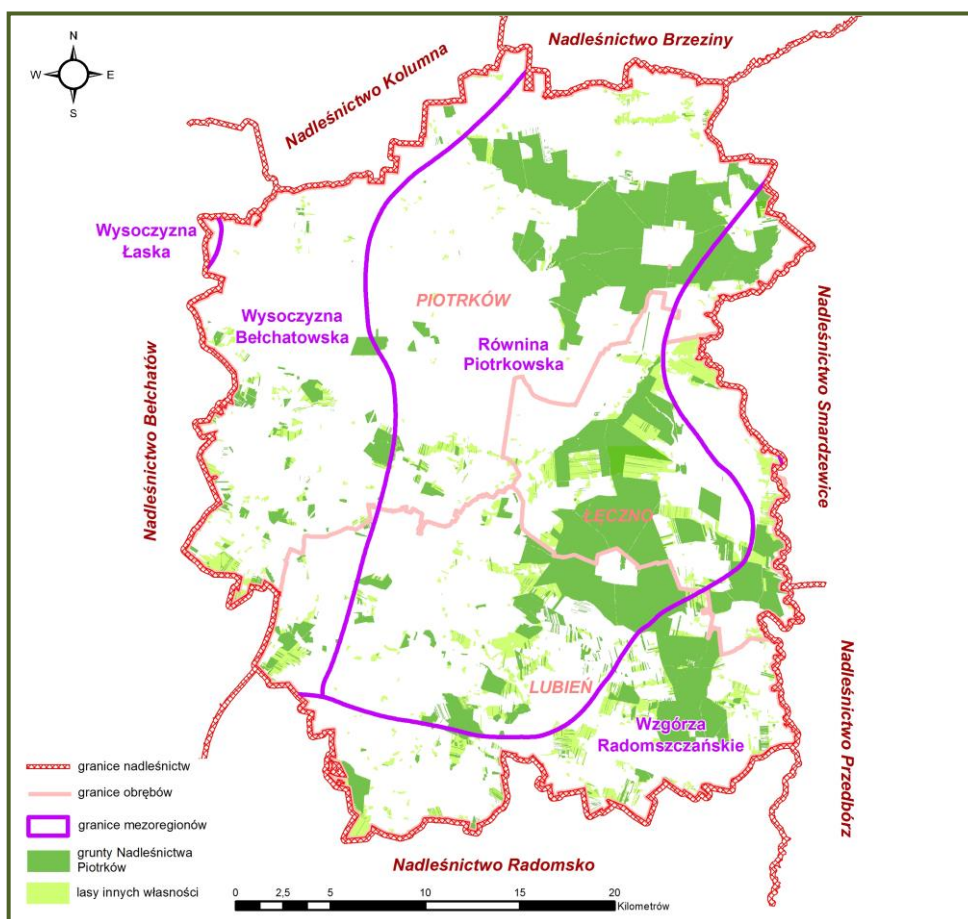 N
W
E
S
Nadleśnictwo Kolumna
Nadleśnictwo Brzeziny
Wysoczyzna
Łaska
Wysoczyzna
Bełchatowska
PIOTRKÓW
Równina
Piotrkowska
Nadleśnictwo Bełchatów
Nadleśnictwo Smardzewice
ŁĘCZNO
LUBIEŃ
Wzgórza
Radomszczańskie
Nadleśnictwo Przedbórz
Nadleśnictwo Radomsko
granice nadleśnictw
granice obrębów
granice mezoregionów
grunty Nadleśnictwa
Piotrków
lasy innych własności
0 2,5 5 10 15 20
Kilometrów